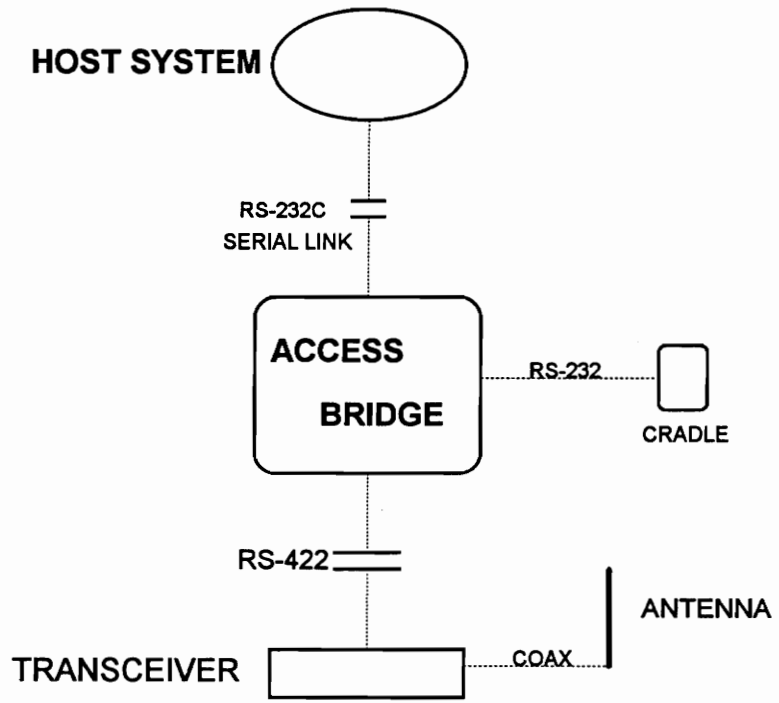 HOST SYSTEM
RS-232C
SERIAL LINK
ACCESS
BRIDGE
RS-232
CRADLE
RS-422
ANTENNA
TRANSCEIVER
COAX